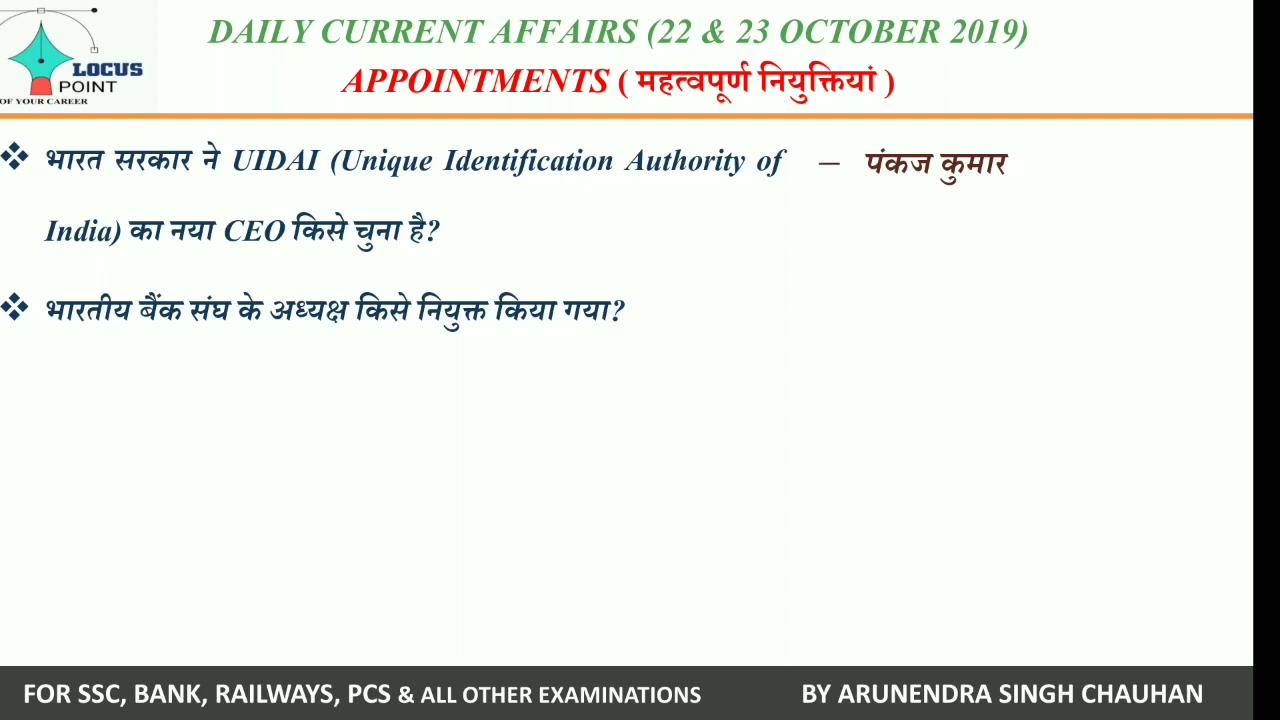 DAILY CURRENT AFFAIRS (22 & 23 OCTOBER 2019)
LOCUS
POINT
OF YOUR CAREER
APPOINTMENTS ( महत्वपूर्ण नियुक्तियां )
❖ भारत सरकार ने UIDAI (Unique Identification Authority of – पंकज कुमार
India) का नया CEO किसे चुना है?
❖ भारतीय बैंक संघ के अध्यक्ष किसे नियुक्त किया गया?
FOR SSC, BANK, RAILWAYS, PCS & ALL OTHER EXAMINATIONS BY ARUNENDRA SINGH CHAUHAN